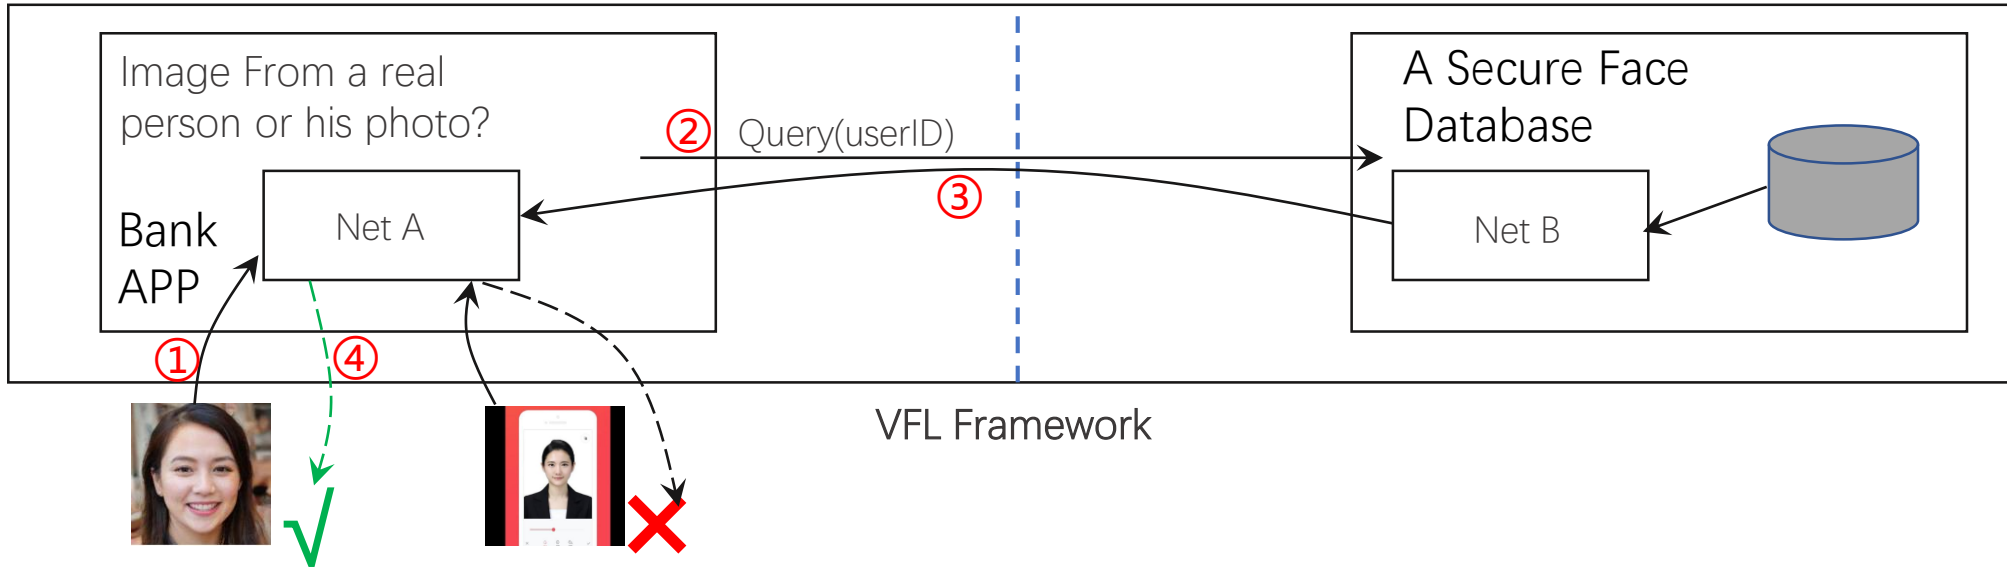 Image From a real
person or his photo?
②
Query(userID)
A Secure Face
Database
③
Bank
APP
Net A
Net B
①
④
VFL Framework